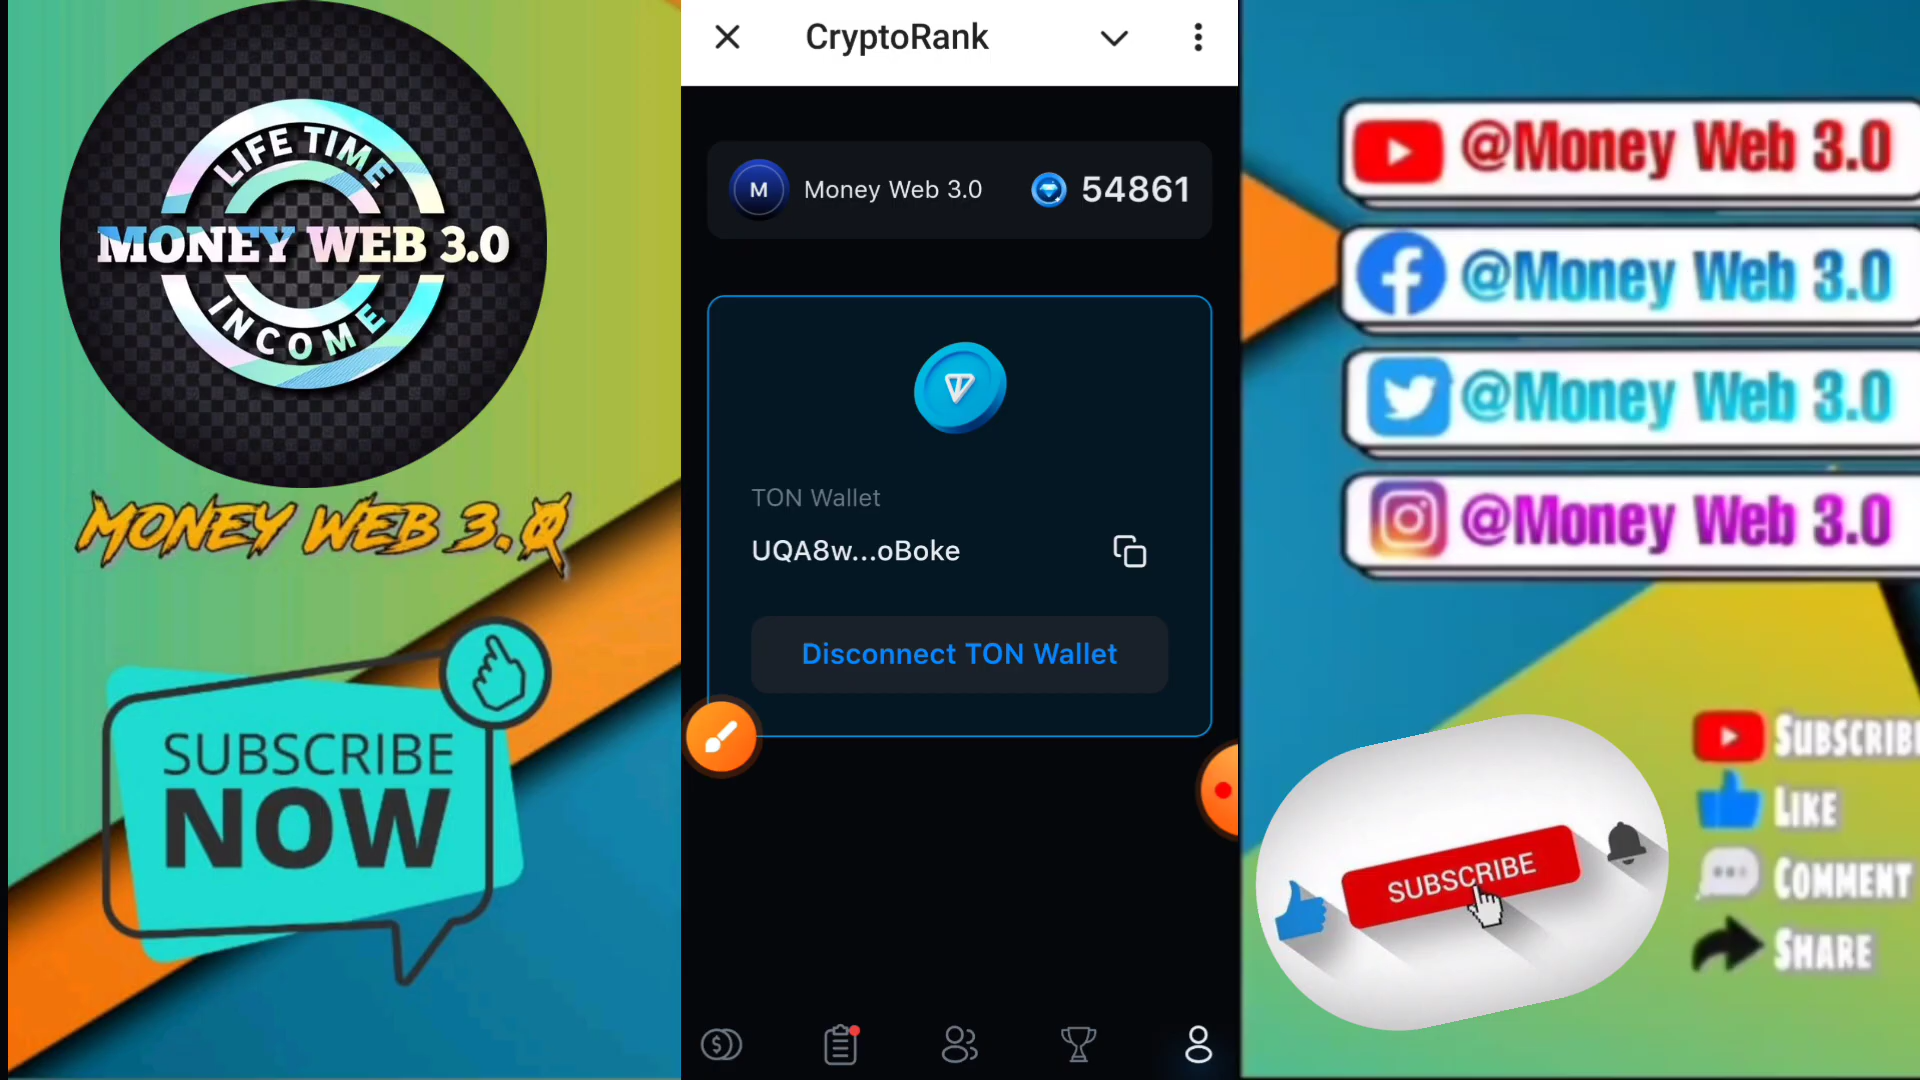 LIFE TIME
MONEY WEB 3.0
INCOME
MONEY WEB 3.0
SUBSCRIBE
NOW
CryptoRank
M
Money Web 3.0
54861
TON Wallet
UQA8w...oBoke
Disconnect TON Wallet
@Money Web 3.0
@Money Web 3.0
@Money Web 3.0
@Money Web 3.0
SUBSCRIBE
SUBSCRIBE
LIKE
COMMENT
SHARE